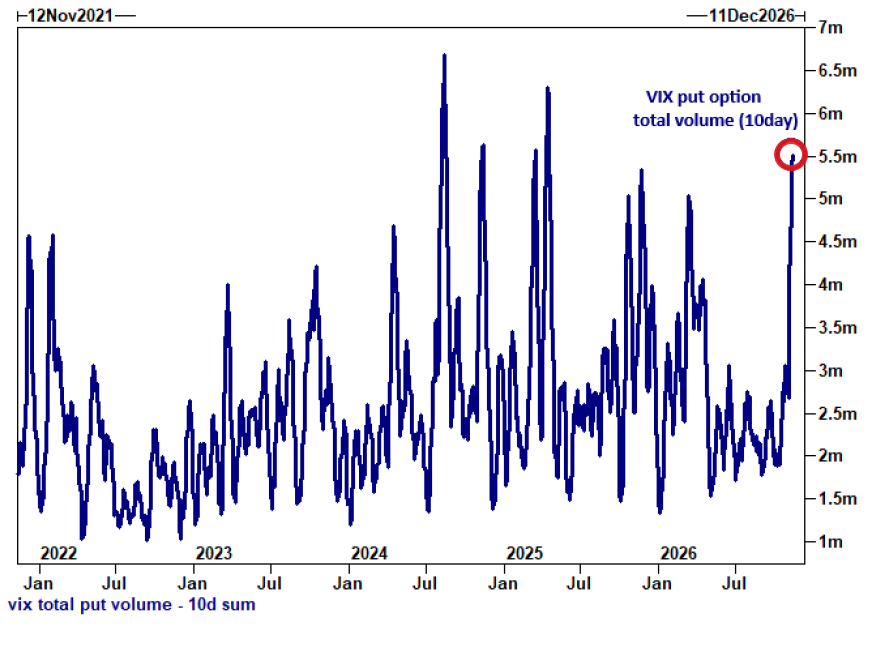 12Nov2021
11Dec2026
7m
6.5m
VIX put option
total volume (10day)
6m
5.5m
5m
4.5m
4m
3.5m
3m
2.5m
2m
1.5m
1m
2022 2023 2024 2025 2026
Jan Jul Jan Jul Jan Jul Jan Jul Jan Jul
vix total put volume - 10d sum